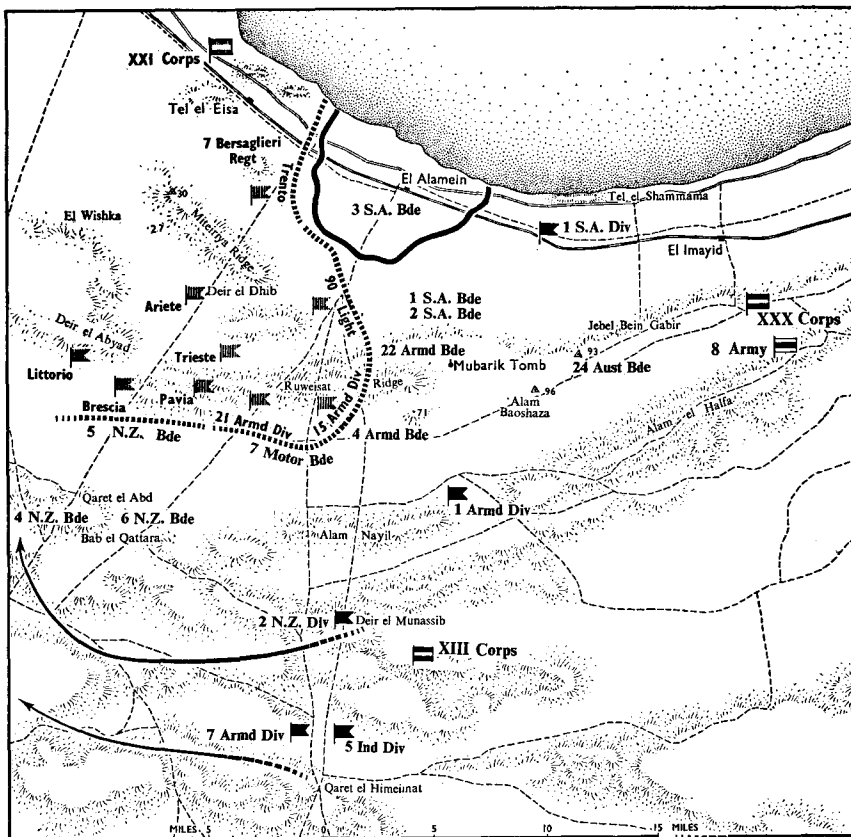 XXI Corps
Tel el Eisa
7 Bersaglieri
Regt
Trento
El Alamein
Tel el Shammama
30
3 S.A. Bde
El Wishka
Miteiriya Ridge
27
1 S.A. Div
El Imayid
90 Light
Ariete
Deir el Dhib
1 S.A. Bde
2 S.A. Bde
Jebel Bein Gabir
XXX Corps
Deir el Abyad
Trieste
22 Armd Bde
93
8 Army
Littorio
Mubarik Tomb
24 Aust Bde
Ruweisat Ridge
96
Brescia
Pavia
15 Armd Div
Alam
Baoshaza
Alam el Halfa
21 Armd Div
71
5 N.Z. Bde
4 Armd Bde
7 Motor Bde
Qaret el Abd
4 N.Z. Bde
6 N.Z. Bde
1 Armd Div
Bab el Qattara
Alam Nayil
2 N.Z. Div
Deir el Munassib
XIII Corps
7 Armd Div
5 Ind Div
Qaret el Himeimat
MILES 5 0 5 10 15 MILES